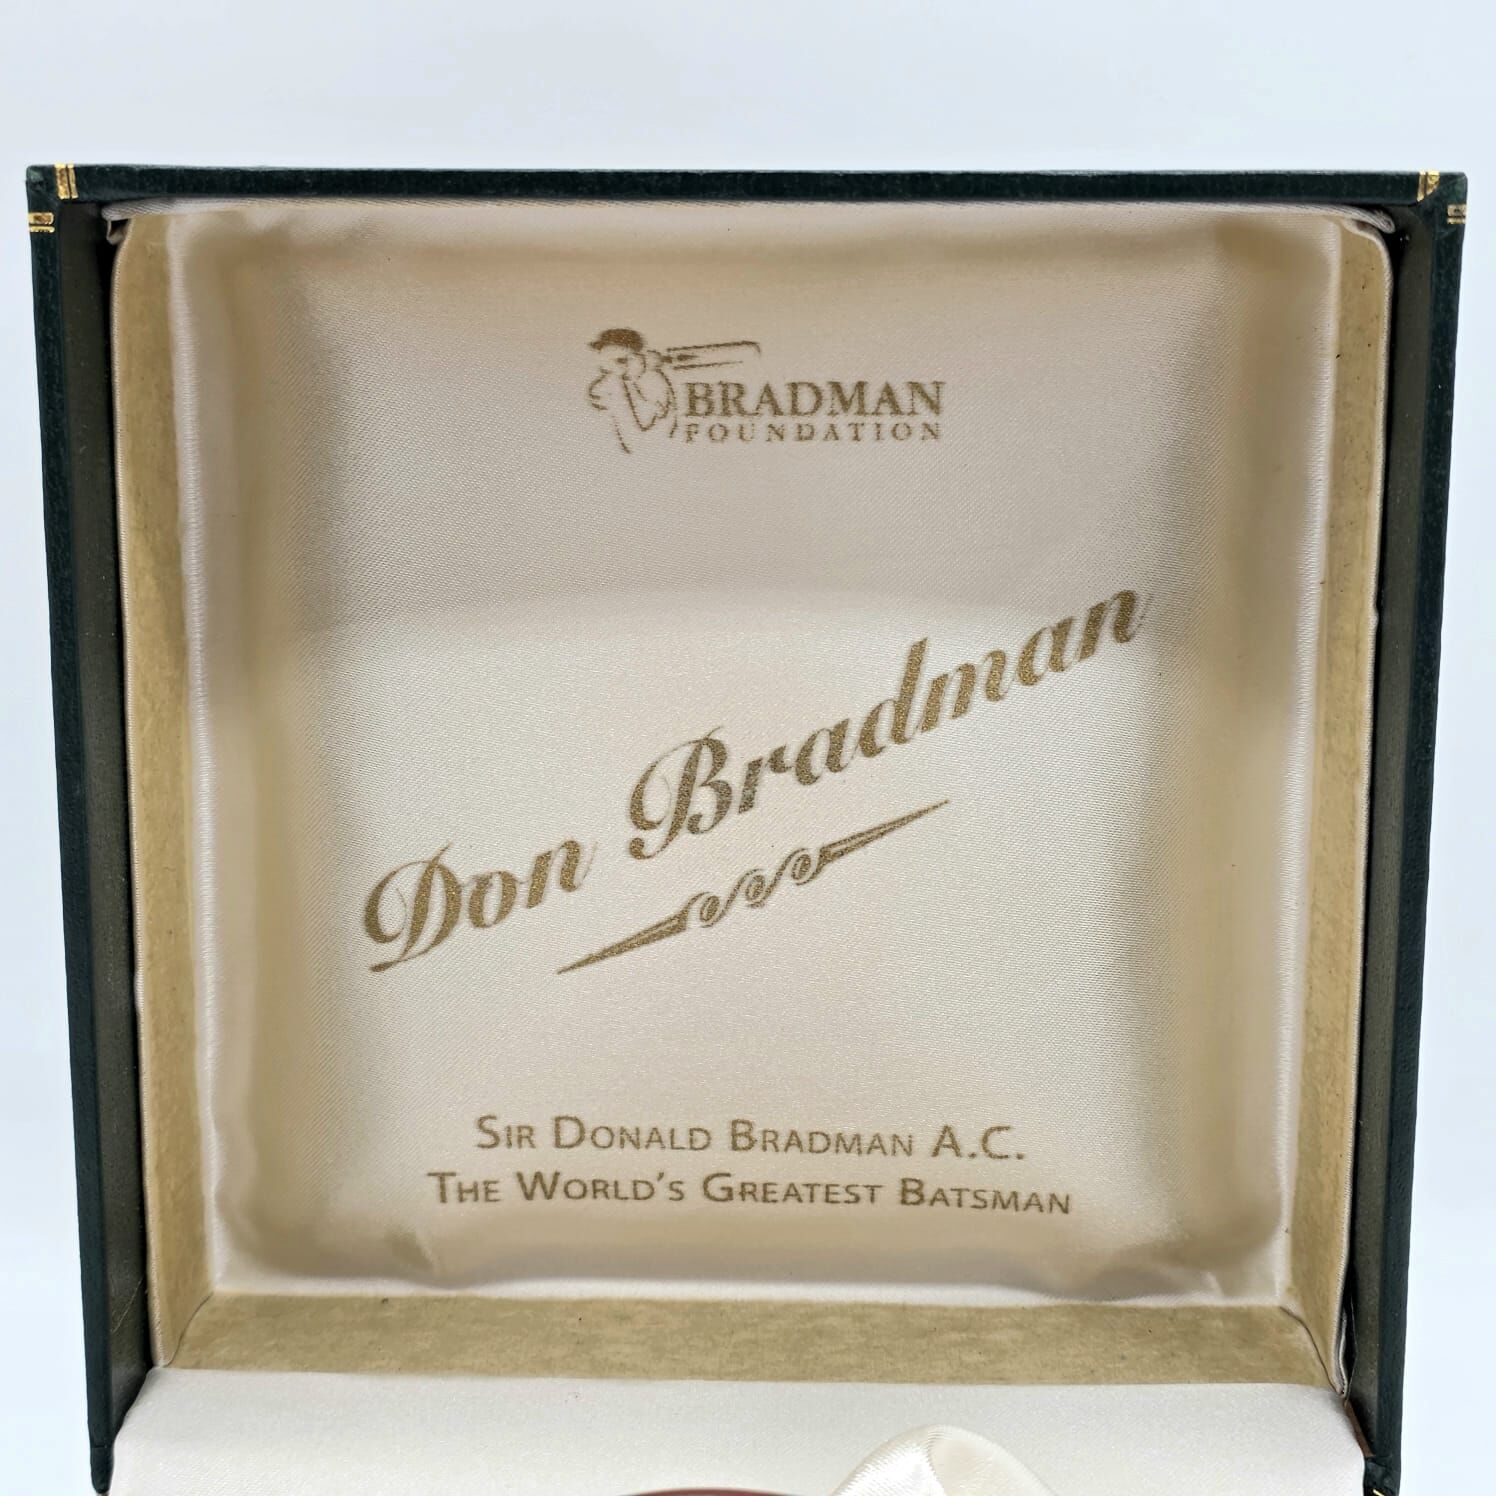 BRADMAN
FOUNDATION
Don Bradman
SIR DONALD BRADMAN A.C.
THE WORLD'S GREATEST BATSMAN